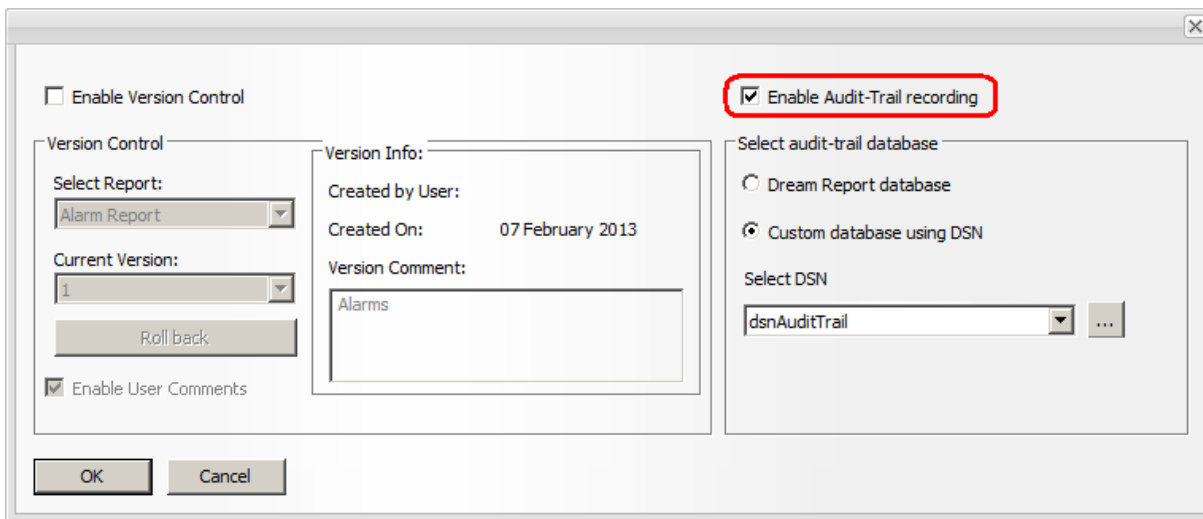 Enable Version Control
Enable Audit-Trail recording
Version Control
Select Report:
Alarm Report
Current Version:
1
Roll back
Enable User Comments
Version Info:
Created by User:
Created On: 07 February 2013
Version Comment:
Alarms
Select audit-trail database
Dream Report database
Custom database using DSN
Select DSN
dsnAuditTrail
...
OK
Cancel